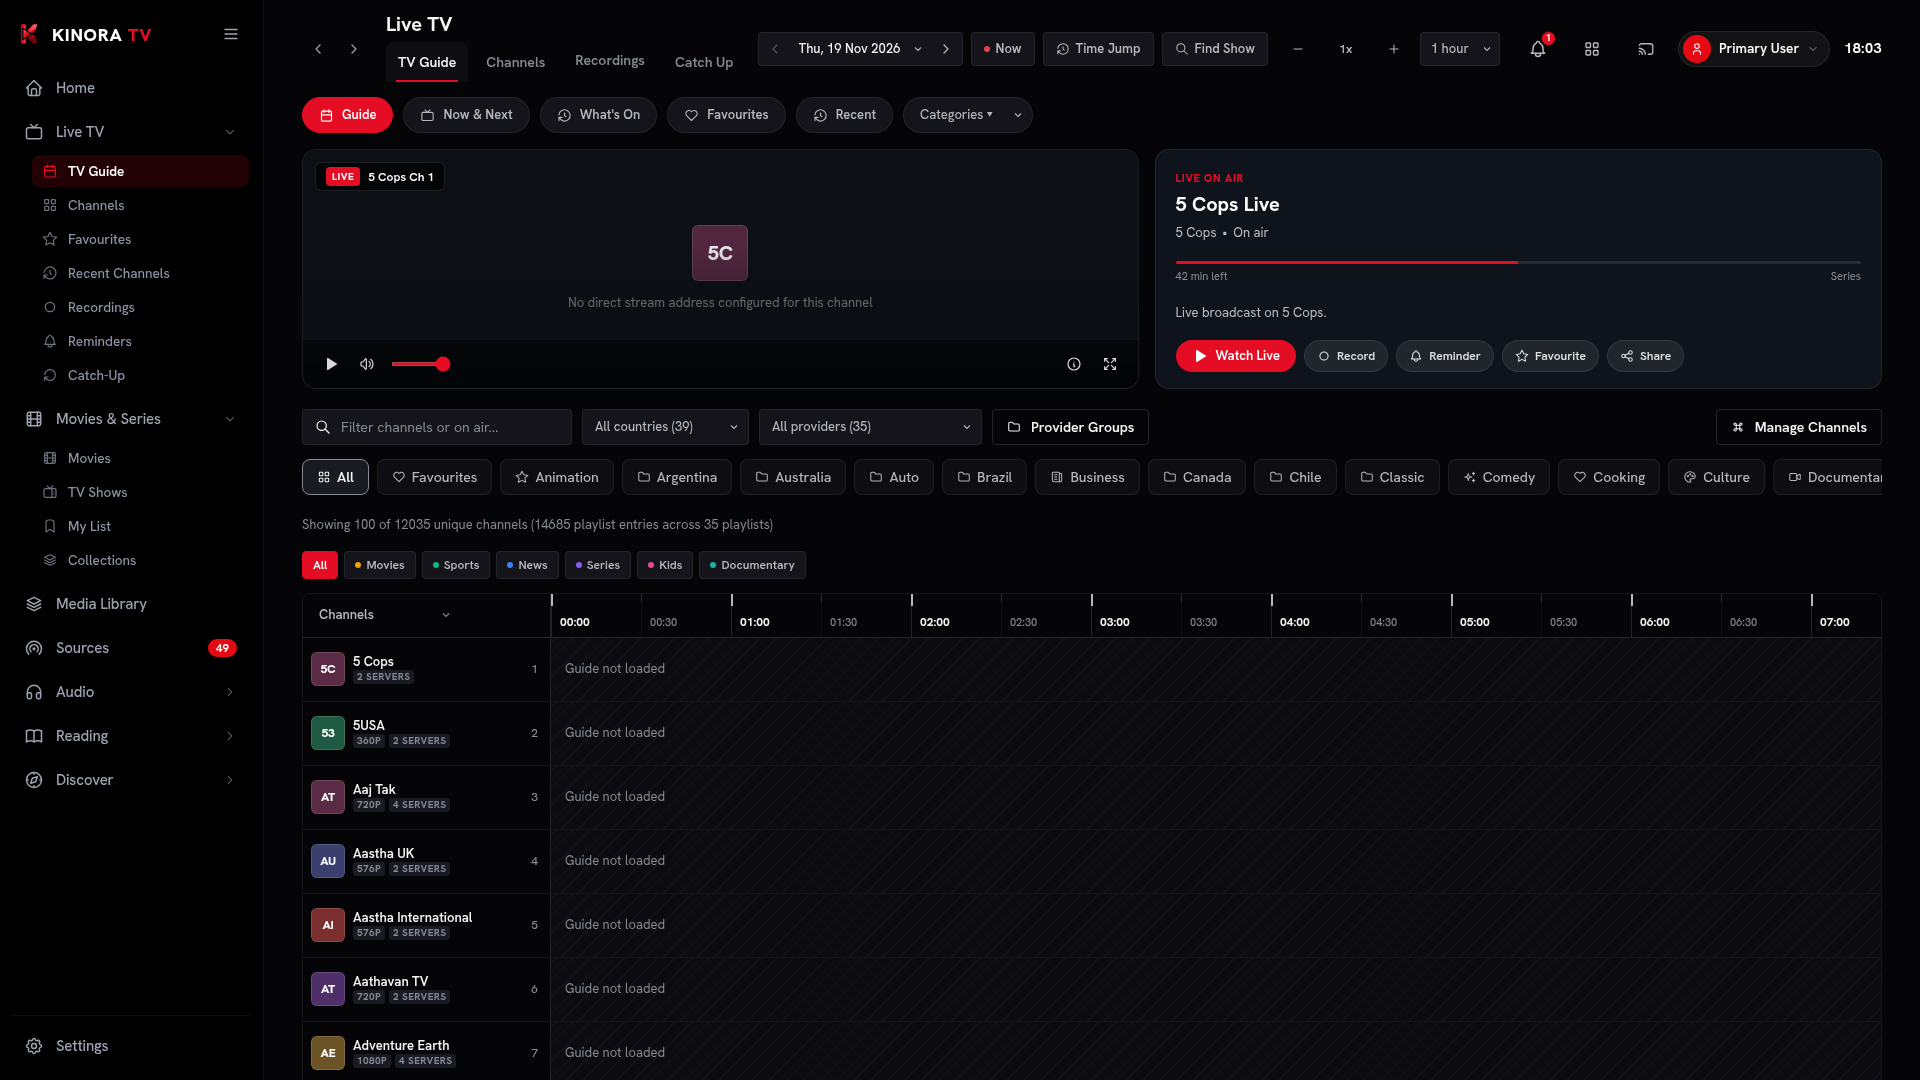 KINORA TV
Home
Live TV
TV Guide
Channels
Favourites
Recent Channels
Recordings
Reminders
Catch-Up
Movies & Series
Movies
TV Shows
My List
Collections
Media Library
Sources 49
Audio
Reading
Discover
Settings
Live TV
TV Guide Channels Recordings Catch Up
Thu, 19 Nov 2026 Now Time Jump Find Show 1x 1 hour 1 Primary User 18:03
Guide Now & Next What's On Favourites Recent Categories
LIVE 5 Cops Ch 1
5C
No direct stream address configured for this channel
LIVE ON AIR
5 Cops Live
5 Cops • On air
42 min left Series
Live broadcast on 5 Cops.
Watch Live Record Reminder Favourite Share
Filter channels or on air... All countries (39) All providers (35) Provider Groups Manage Channels
All Favourites Animation Argentina Australia Auto Brazil Business Canada Chile Classic Comedy Cooking Culture Documentar
Showing 100 of 12035 unique channels (14685 playlist entries across 35 playlists)
All Movies Sports News Series Kids Documentary
Channels 00:00 00:30 01:00 01:30 02:00 02:30 03:00 03:30 04:00 04:30 05:00 05:30 06:00 06:30 07:00
5C 5 Cops 1 Guide not loaded
2 SERVERS
53 5USA 2 Guide not loaded
360P 2 SERVERS
AT Aaj Tak 3 Guide not loaded
720P 4 SERVERS
AU Aastha UK 4 Guide not loaded
576P 2 SERVERS
AI Aastha International 5 Guide not loaded
576P 2 SERVERS
AT Aathavan TV 6 Guide not loaded
720P 2 SERVERS
AE Adventure Earth 7 Guide not loaded
1080P 4 SERVERS